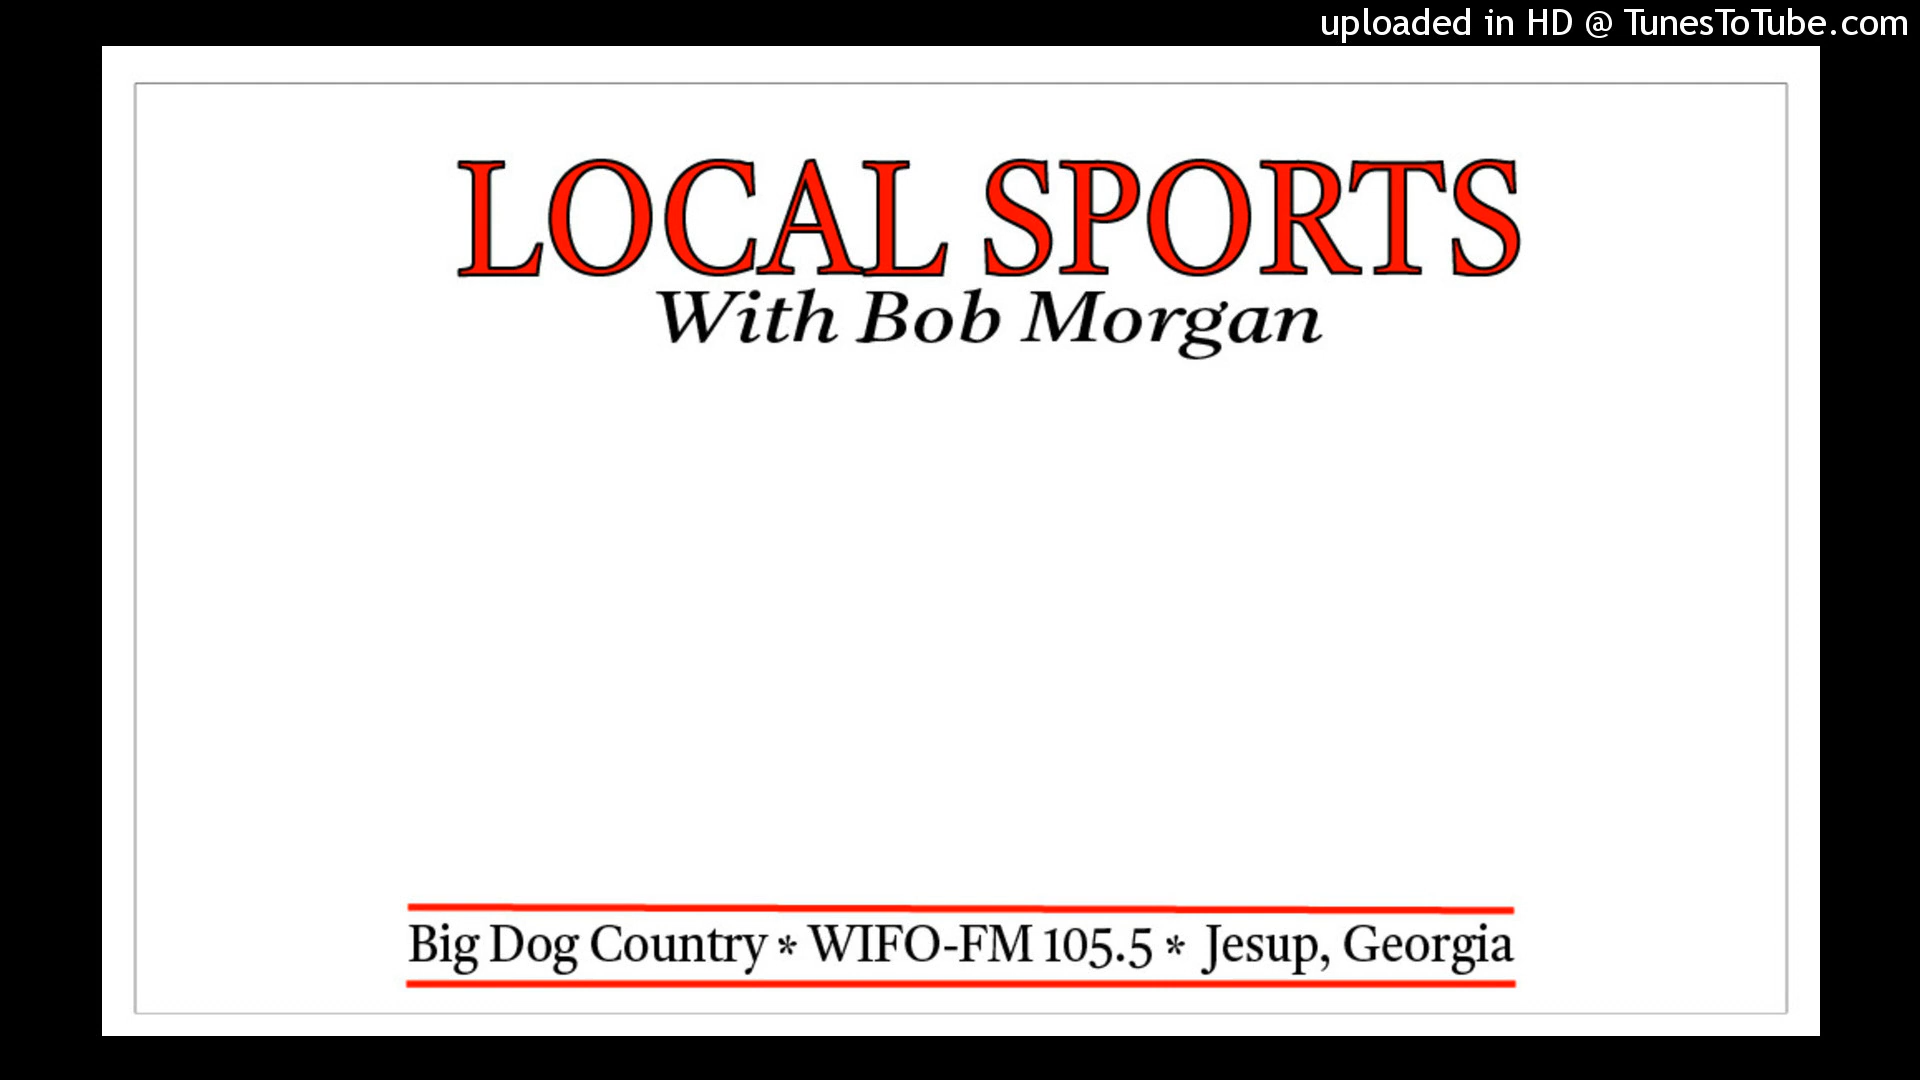 uploaded in HD @ TunesToTube.com
LOCAL SPORTS
With Bob Morgan
Big Dog Country * WIFO-FM 105.5 * Jesup, Georgia